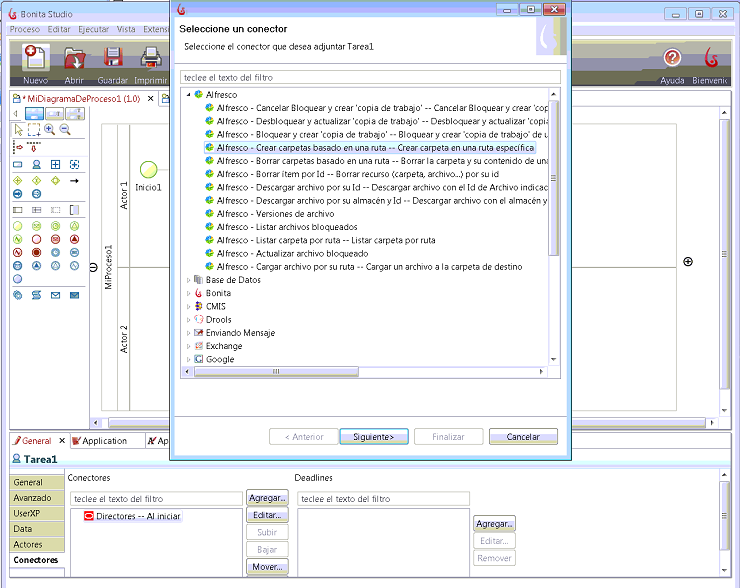 Bonita Studio
Proceso Editar Ejecutar Vista Exten
Nuevo Abrir Guardar Imprimir
Ayuda
*MiDiagramaDeProceso1 (1.0)
Actor 1
Inicio1
MiProceso1
Actor 2
Seleccione un conector
Seleccione el conector que desea adjuntar Tarea1
teclee el texto del filtro
Alfresco
Alfresco - Cancelar Bloquear y crear 'copia de trabajo' -- Cancelar Bloquear y crear 'cop
Alfresco - Desbloquear y actualizar 'copia de trabajo' -- Desbloquear y actualizar 'copi
Alfresco - Bloquear y crear 'copia de trabajo' -- Bloquear y crear 'copia de trabajo' de u
Alfresco - Crear carpetas basado en una ruta -- Crear carpeta en una ruta específica
Alfresco - Borrar carpetas basado en una ruta -- Borrar la carpeta y su contenido de una
Alfresco - Borrar ítem por Id -- Borrar recurso (carpeta, archivo...) por su id
Alfresco - Descargar archivo por su Id -- Descargar archivo con el Id de Archivo indicac
Alfresco - Descargar archivo por su almacén y Id -- Descargar archivo con el almacén y
Alfresco - Versiones de archivo
Alfresco - Listar archivos bloqueados
Alfresco - Listar carpeta por ruta -- Listar carpeta por ruta
Alfresco - Actualizar archivo bloqueado
Alfresco - Cargar archivo por su ruta -- Cargar un archivo a la carpeta de destino
Base de Datos
Bonita
CMIS
Drools
Enviando Mensaje
Exchange
Google
< Anterior Siguiente> Finalizar Cancelar
General Application Ap
Tarea1
General
Avanzado
UserXP
Data
Actores
Conectores
Conectores
teclee el texto del filtro
Directores -- Al iniciar
Agregar...
Editar...
Subir
Bajar
Mover...
Deadlines
teclee el texto del filtro
Agregar...
Editar...
Remover